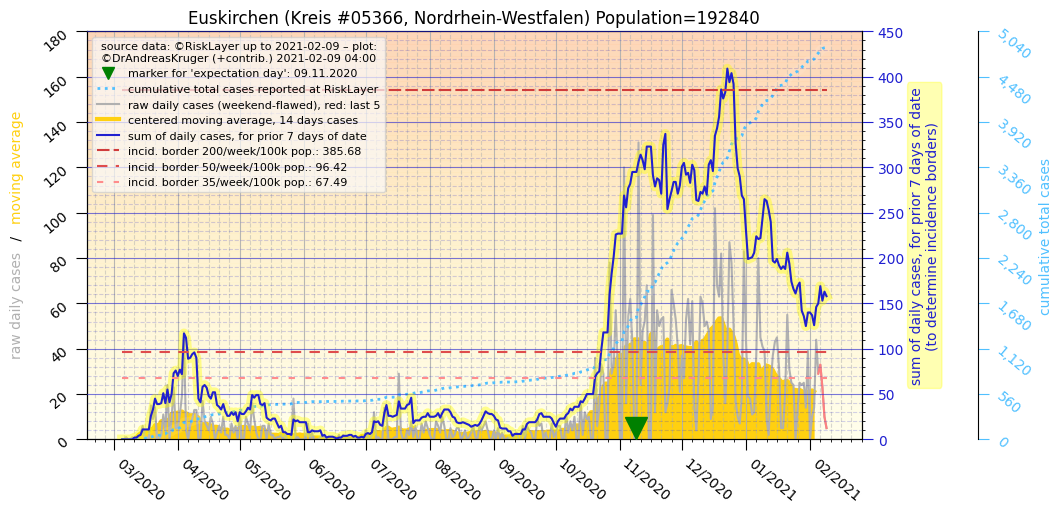 Euskirchen (Kreis #05366, Nordrhein-Westfalen) Population=192840
source data: ©RiskLayer up to 2021-02-09 – plot:
©DrAndreasKruger (+contrib.) 2021-02-09 04:00
marker for 'expectation day': 09.11.2020
cumulative total cases reported at RiskLayer
raw daily cases (weekend-flawed), red: last 5
centered moving average, 14 days cases
sum of daily cases, for prior 7 days of date
incid. border 200/week/100k pop.: 385.68
incid. border 50/week/100k pop.: 96.42
incid. border 35/week/100k pop.: 67.49
raw daily cases / moving average
180
160
140
120
100
80
60
40
20
0
03/2020
04/2020
05/2020
06/2020
07/2020
08/2020
09/2020
10/2020
11/2020
12/2020
01/2021
02/2021
450
400
350
300
250
200
150
100
50
0
sum of daily cases, for prior 7 days of date
(to determine incidence borders)
5,040
4,480
3,920
3,360
2,800
2,240
1,680
1,120
560
0
cumulative total cases